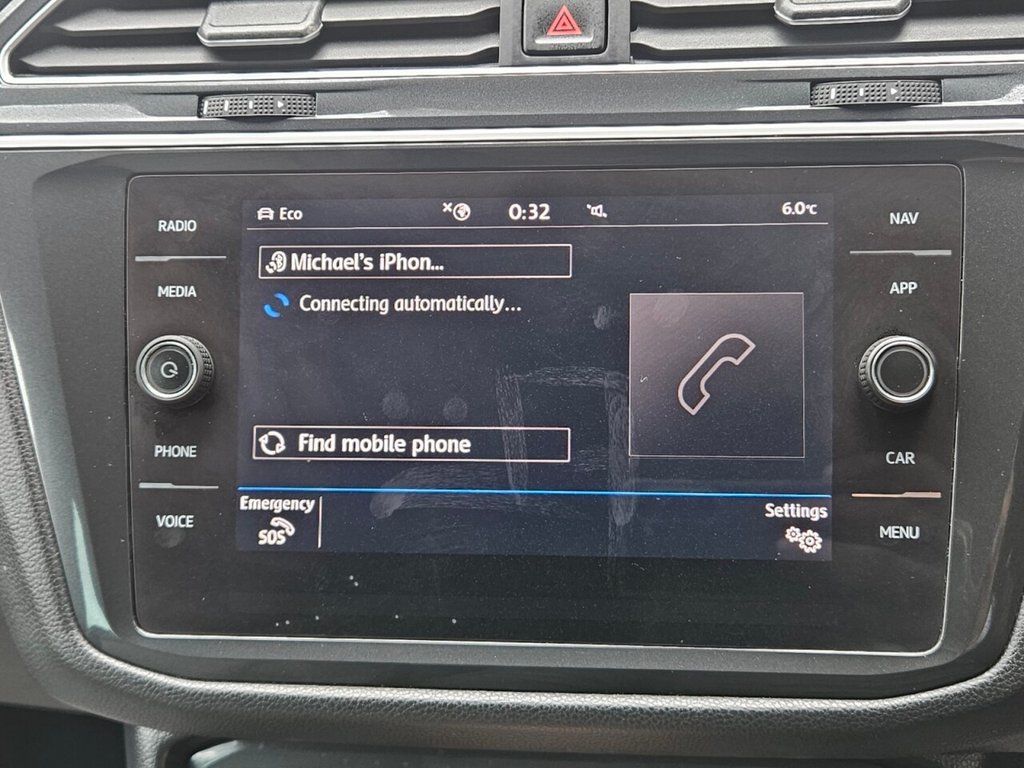 RADIO
MEDIA
PHONE
VOICE
Eco
0:32
6.0°C
Michael's iPhon...
Connecting automatically...
Find mobile phone
Emergency
SOS
Settings
NAV
APP
CAR
MENU